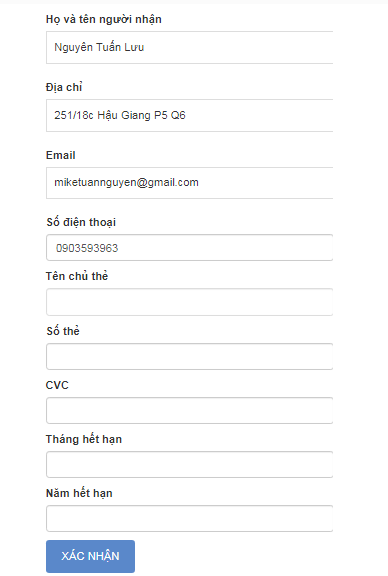 Họ và tên người nhận
Nguyên Tuấn Lưu
Địa chỉ
251/18c Hậu Giang P5 Q6
Email
miketuannguyen@gmail.com
Số điện thoại
0903593963
Tên chủ thẻ
Số thẻ
CVC
Tháng hết hạn
Năm hết hạn
XÁC NHẬN